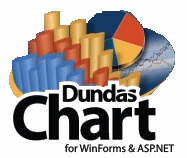 Dundas
Chart
for WinForms & ASP.NET